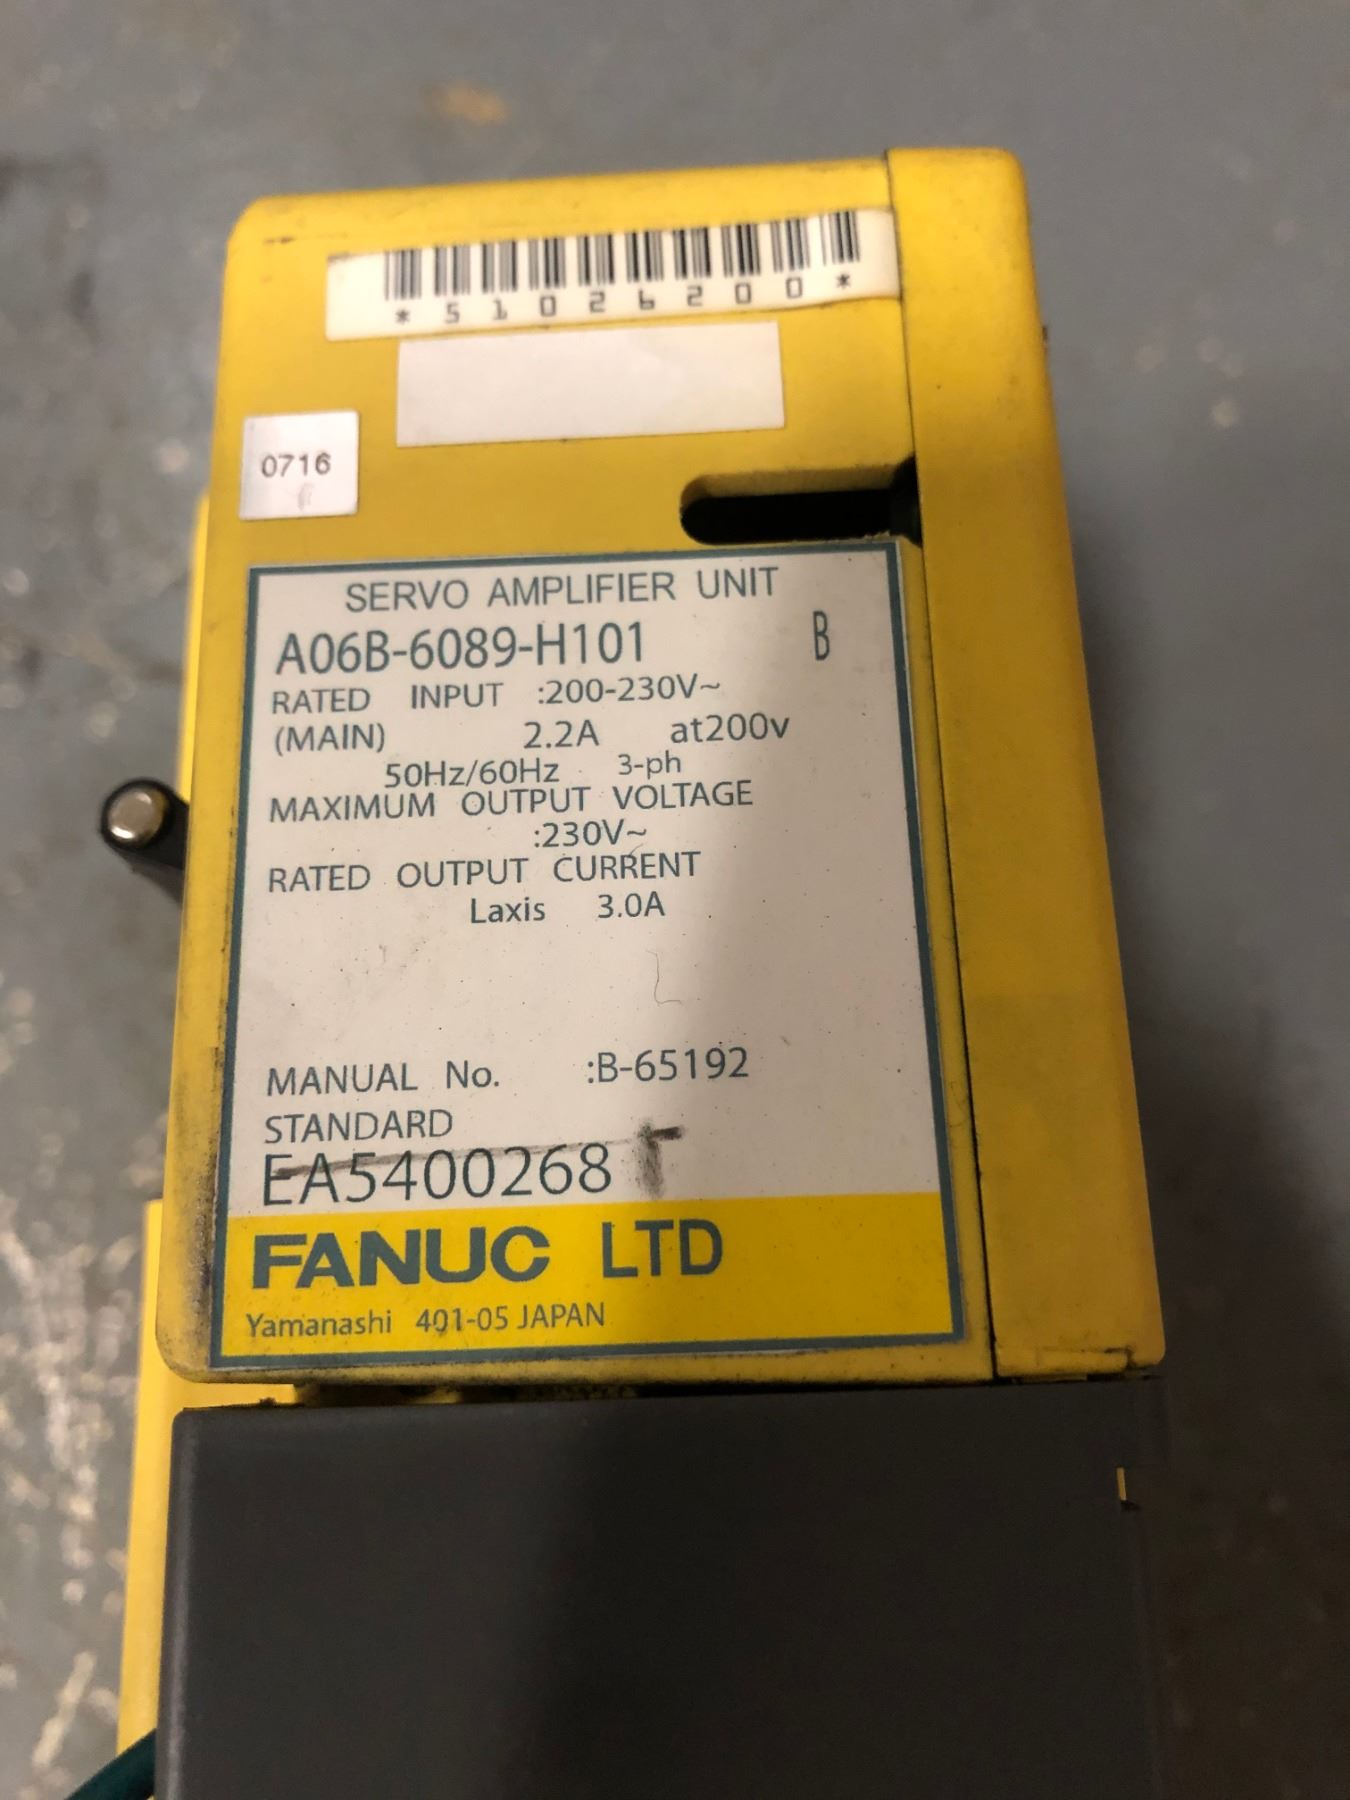 *51026200*
0716
SERVO AMPLIFIER UNIT
A06B-6089-H101 B
RATED INPUT :200-230V~
(MAIN) 2.2A at200v
50Hz/60Hz 3-ph
MAXIMUM OUTPUT VOLTAGE
:230V~
RATED OUTPUT CURRENT
Laxis 3.0A
MANUAL No. :B-65192
STANDARD
EA5400268
FANUC LTD
Yamanashi 401-05 JAPAN